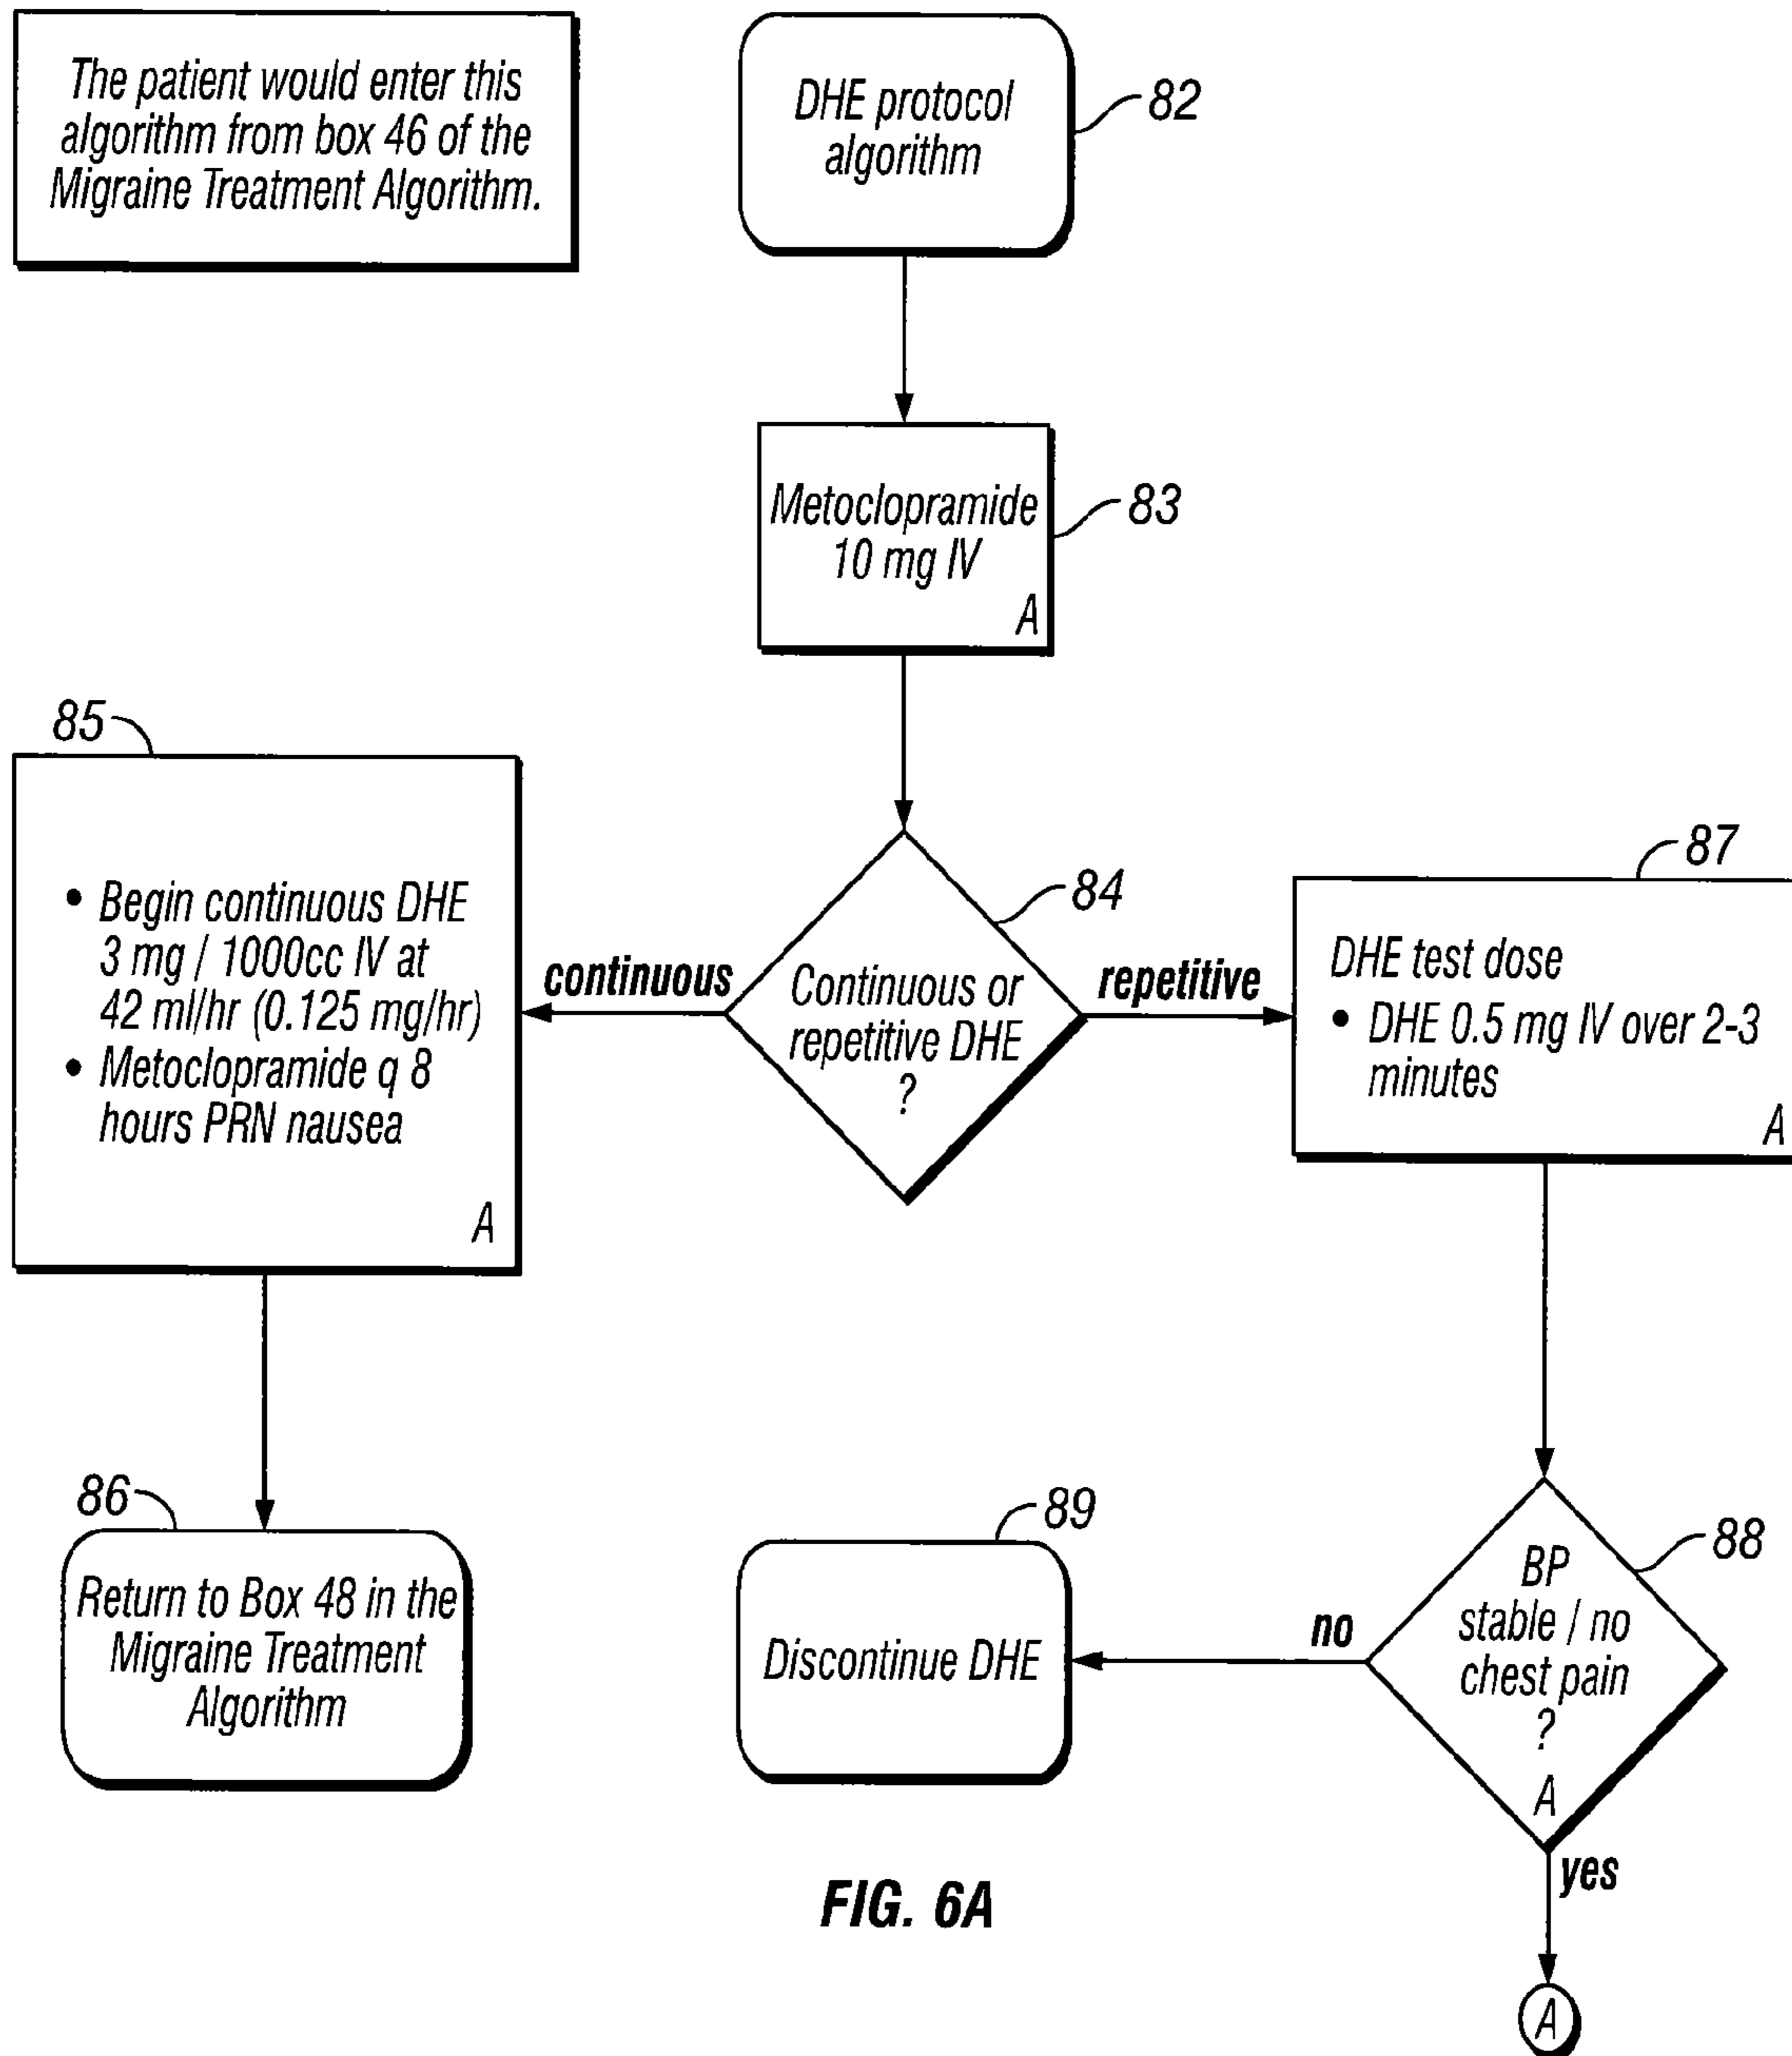 The patient would enter this
algorithm from box 46 of the
Migraine Treatment Algorithm.
DHE protocol
algorithm
82
Metoclopramide
10 mg IV
A
83
85
• Begin continuous DHE
3 mg / 1000cc IV at
42 ml/hr (0.125 mg/hr)
• Metoclopramide q 8
hours PRN nausea
A
continuous
84
Continuous or
repetitive DHE
?
repetitive
87
DHE test dose
• DHE 0.5 mg IV over 2-3
minutes
A
86
Return to Box 48 in the
Migraine Treatment
Algorithm
89
Discontinue DHE
no
88
BP
stable / no
chest pain
?
A
yes
A
FIG. 6A